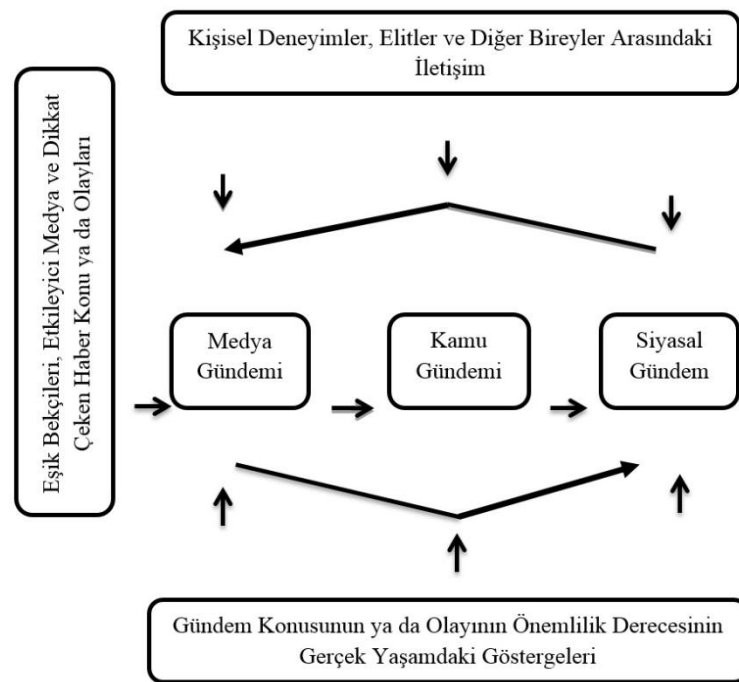 Kişisel Deneyimler, Elitler ve Diğer Bireyler Arasındaki
İletişim
Eşik Bekçileri, Etkileyici Medya ve Dikkat
Çeken Haber Konu ya da Olayları
Medya
Gündemi
Kamu
Gündemi
Siyasal
Gündem
Gündem Konusunun ya da Olayının Önemlilik Derecesinin
Gerçek Yaşamdaki Göstergeleri